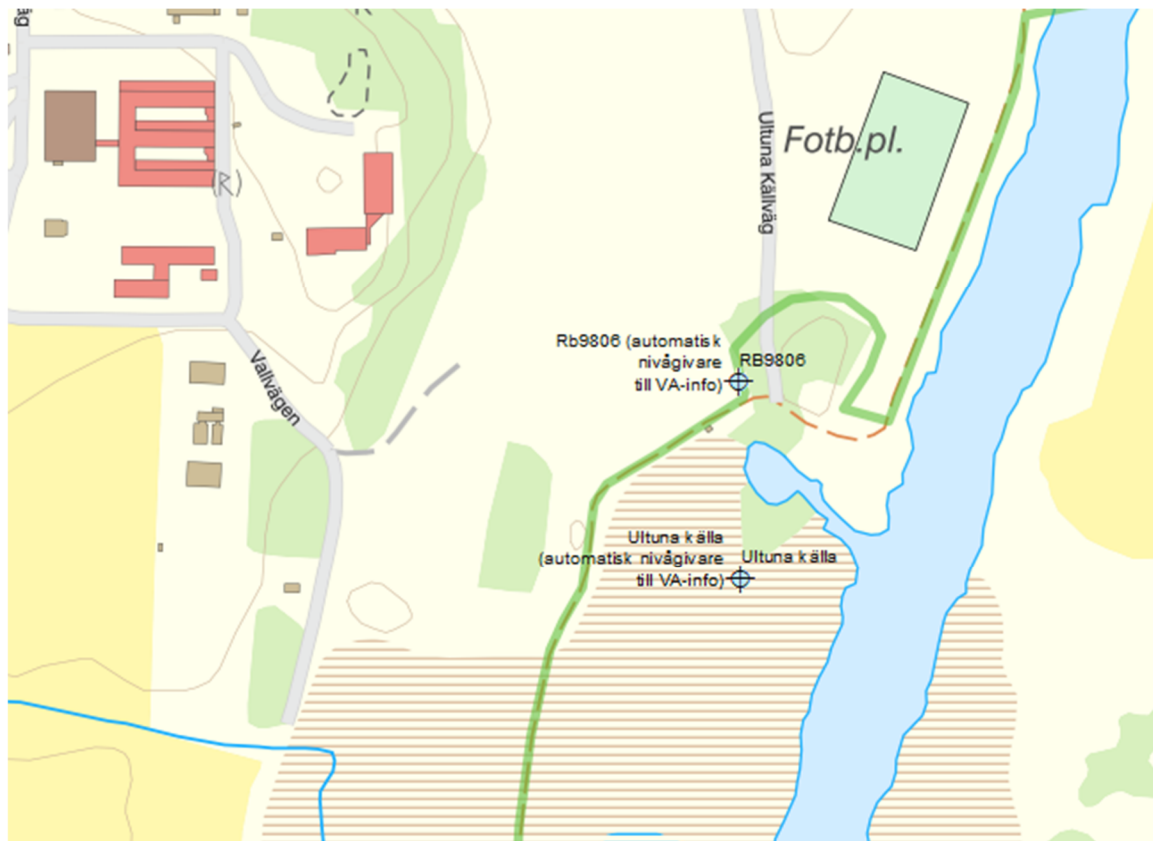 äg
Ultuna Källväg
Fotb.pl.
(R)
Vallvägen
Rb9806 (automatisk
nivågivare
till VA-info)
RB9806
Ultuna källa
(automatisk nivågivare
till VA-info)
Ultuna källa